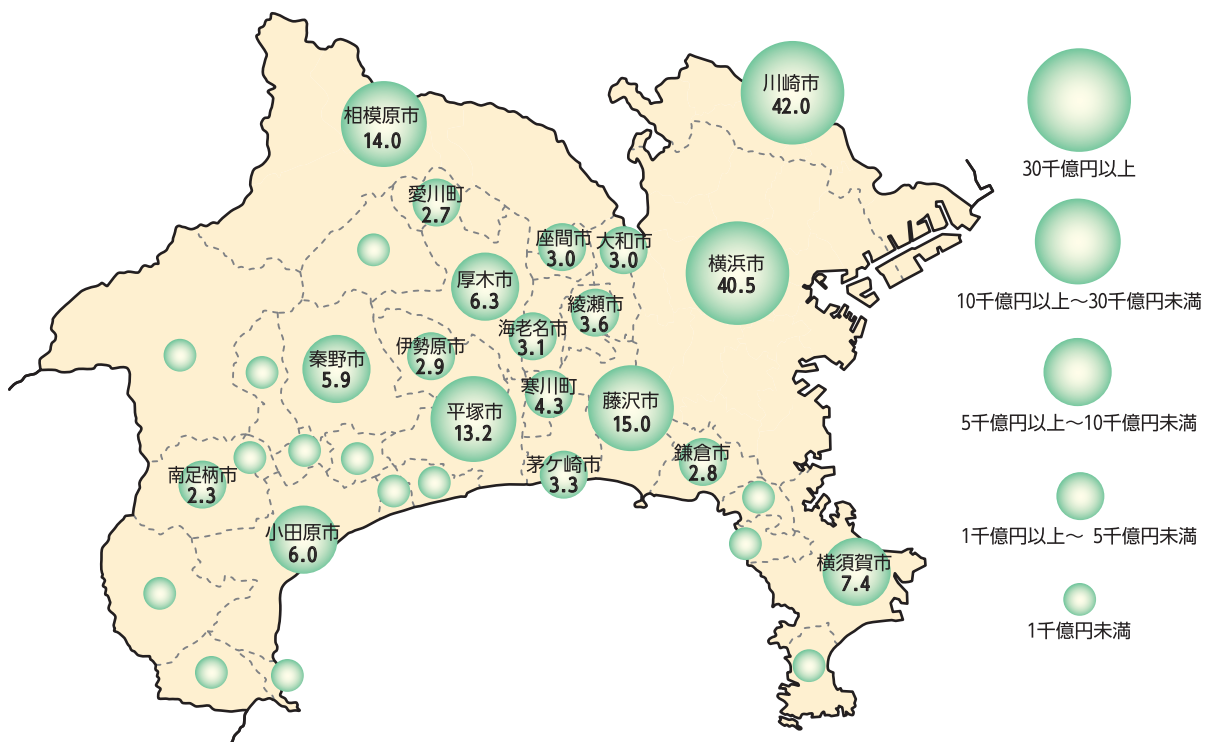 川崎市
42.0
相模原市
14.0
愛川町
2.7
座間市
3.0
大和市
3.0
横浜市
40.5
厚木市
6.3
綾瀬市
3.6
海老名市
3.1
伊勢原市
2.9
秦野市
5.9
寒川町
4.3
平塚市
13.2
藤沢市
15.0
鎌倉市
2.8
茅ケ崎市
3.3
南足柄市
2.3
小田原市
6.0
横須賀市
7.4
30千億円以上
10千億円以上～30千億円未満
5千億円以上～10千億円未満
1千億円以上～ 5千億円未満
1千億円未満